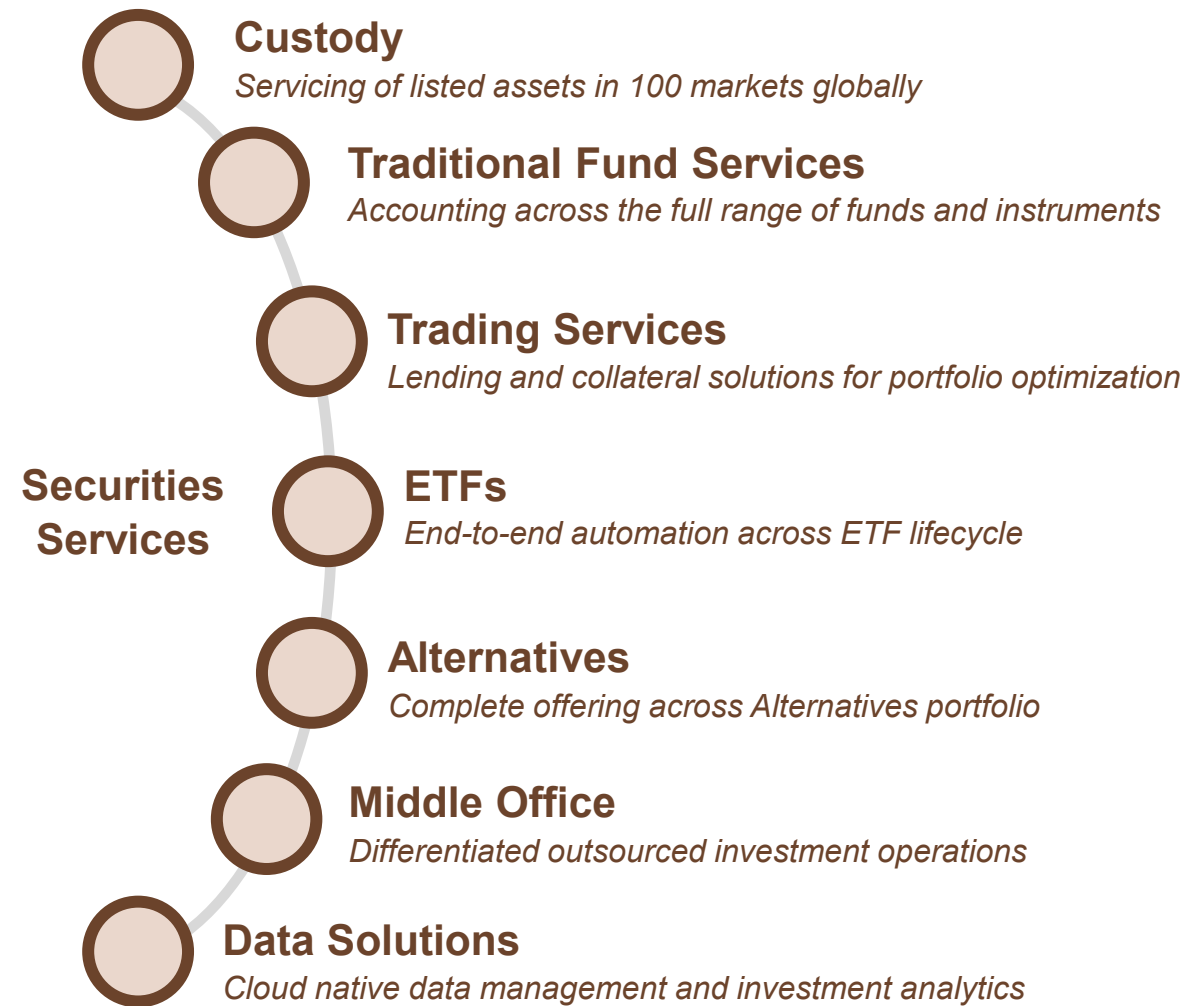 Custody
Servicing of listed assets in 100 markets globally
Traditional Fund Services
Accounting across the full range of funds and instruments
Trading Services
Lending and collateral solutions for portfolio optimization
Securities
Services
ETFs
End-to-end automation across ETF lifecycle
Alternatives
Complete offering across Alternatives portfolio
Middle Office
Differentiated outsourced investment operations
Data Solutions
Cloud native data management and investment analytics